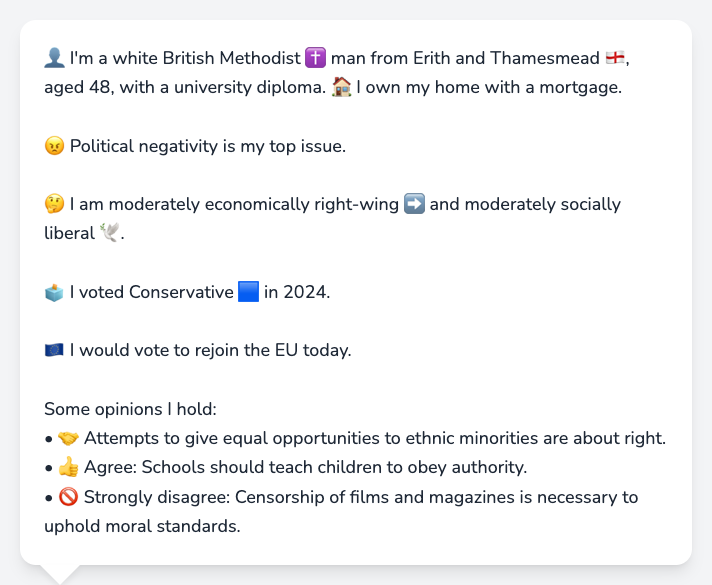 👤 I'm a white British Methodist ✝️ man from Erith and Thamesmead 🏴󠁧󠁢󠁥󠁮󠁧󠁿,
aged 48, with a university diploma. 🏠 I own my home with a mortgage.
😠 Political negativity is my top issue.
🤔 I am moderately economically right-wing ➡️ and moderately socially
liberal 🕊️.
🗳️ I voted Conservative 🟦 in 2024.
🇪🇺 I would vote to rejoin the EU today.
Some opinions I hold:
• 🤝 Attempts to give equal opportunities to ethnic minorities are about right.
• 👍 Agree: Schools should teach children to obey authority.
• 🚫 Strongly disagree: Censorship of films and magazines is necessary to
uphold moral standards.